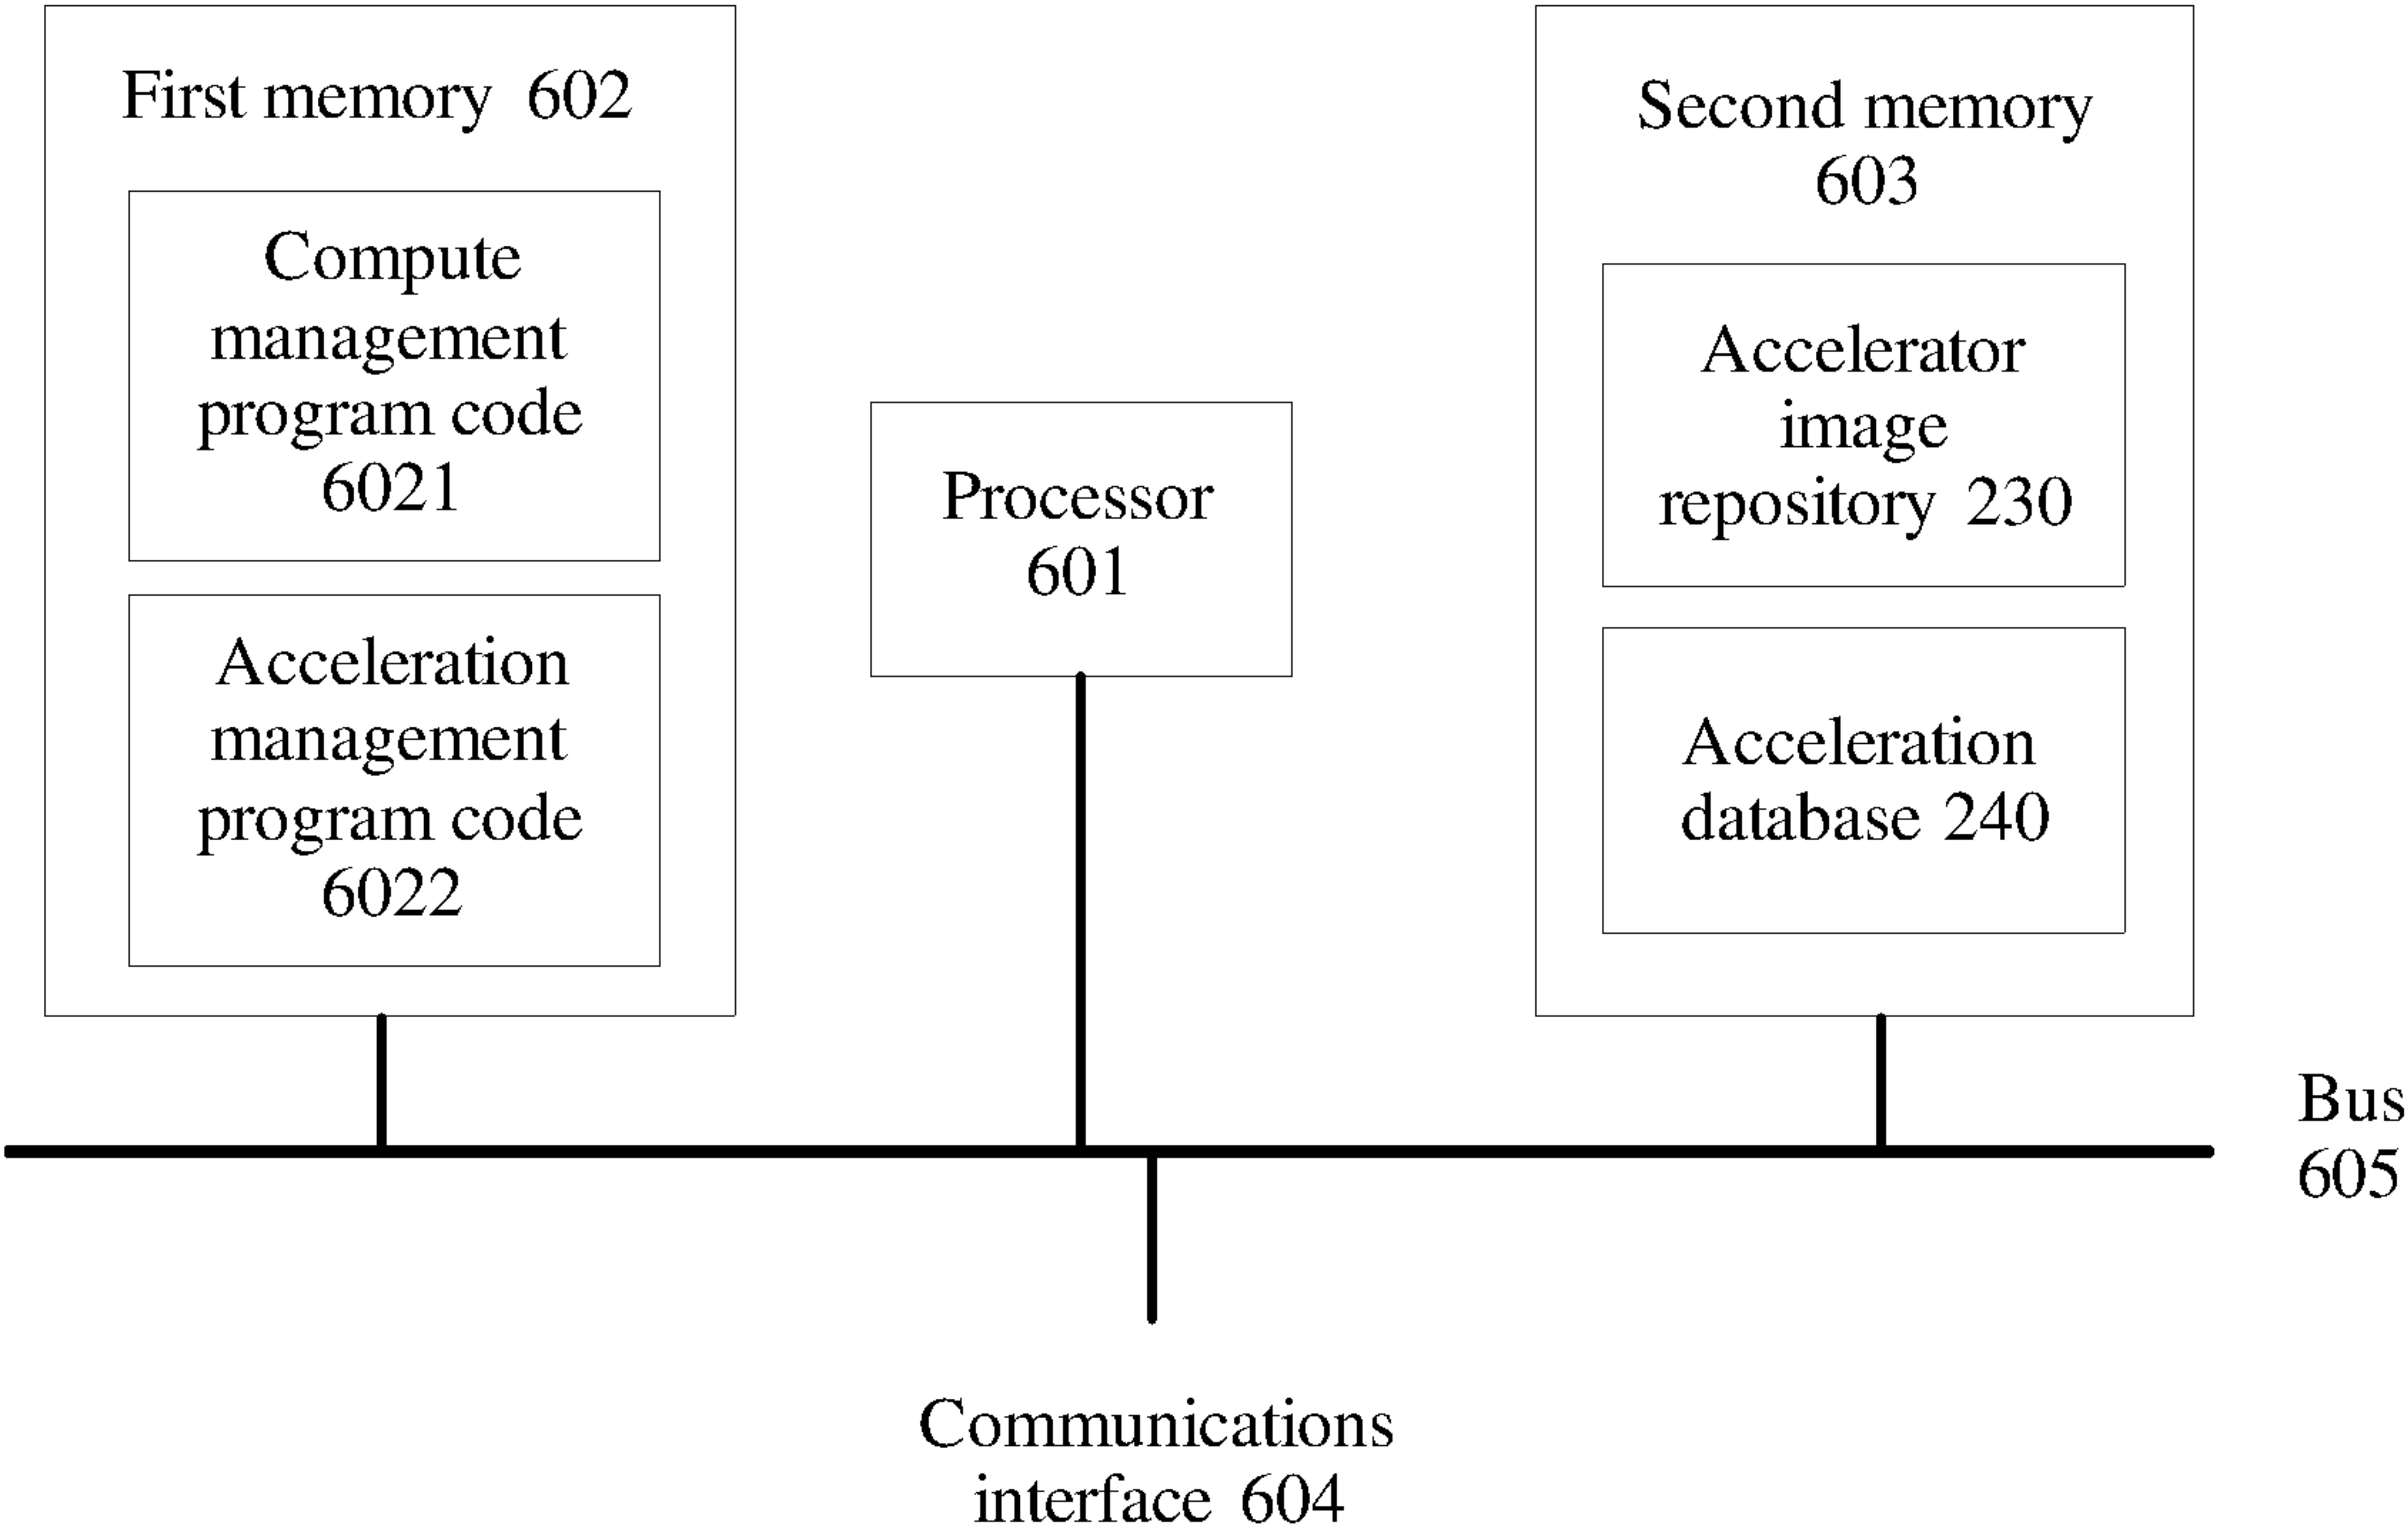 First memory 602
Compute
management
program code
6021
Acceleration
management
program code
6022
Processor
601
Second memory
603
Accelerator
image
repository 230
Acceleration
database 240
Bus
605
Communications
interface 604